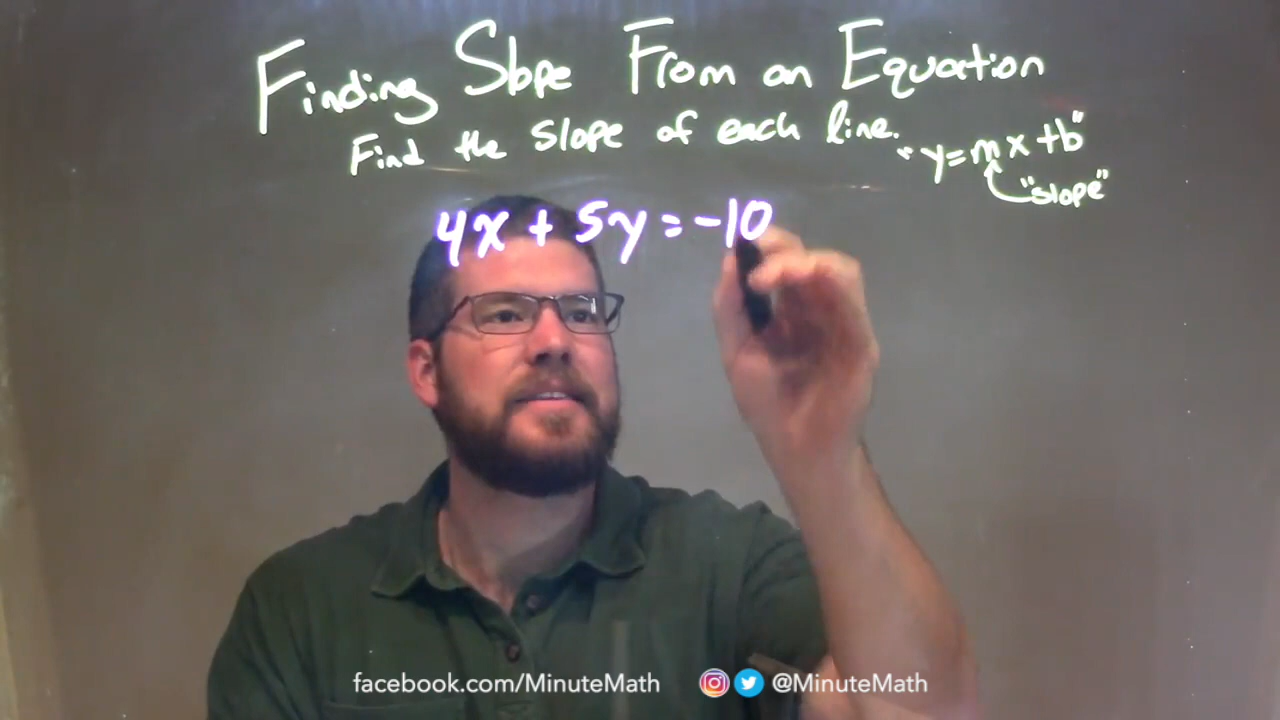 Finding Slope From an Equation
Find the slope of each line.
"y=mx+b"
"slope"
4x + 5y = -10
facebook.com/MinuteMath @MinuteMath